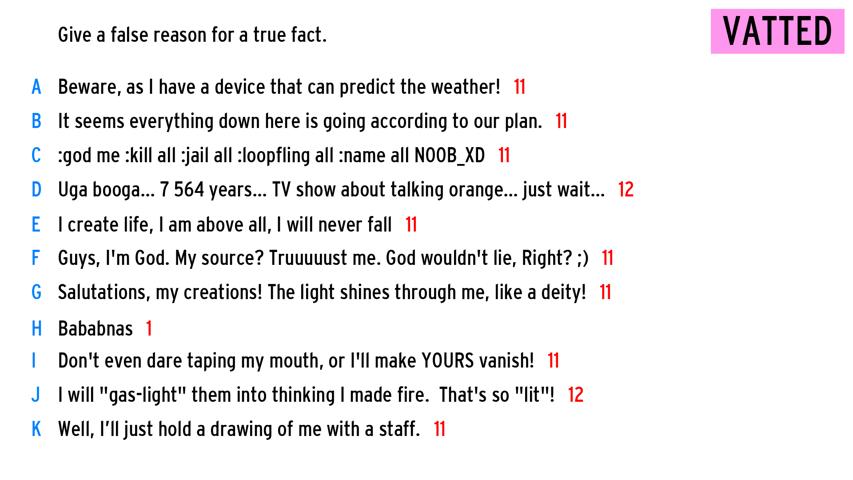 Give a false reason for a true fact.
VATTED
A Beware, as I have a device that can predict the weather! 11
B It seems everything down here is going according to our plan. 11
C :god me :kill all :jail all :loopfling all :name all N00B_XD 11
D Uga booga... 7 564 years... TV show about talking orange... just wait... 12
E I create life, I am above all, I will never fall 11
F Guys, I'm God. My source? Truuuuust me. God wouldn't lie, Right? ;) 11
G Salutations, my creations! The light shines through me, like a deity! 11
H Bababnas 1
I Don't even dare taping my mouth, or I'll make YOURS vanish! 11
J I will "gas-light" them into thinking I made fire.  That's so "lit"! 12
K Well, I’ll just hold a drawing of me with a staff. 11